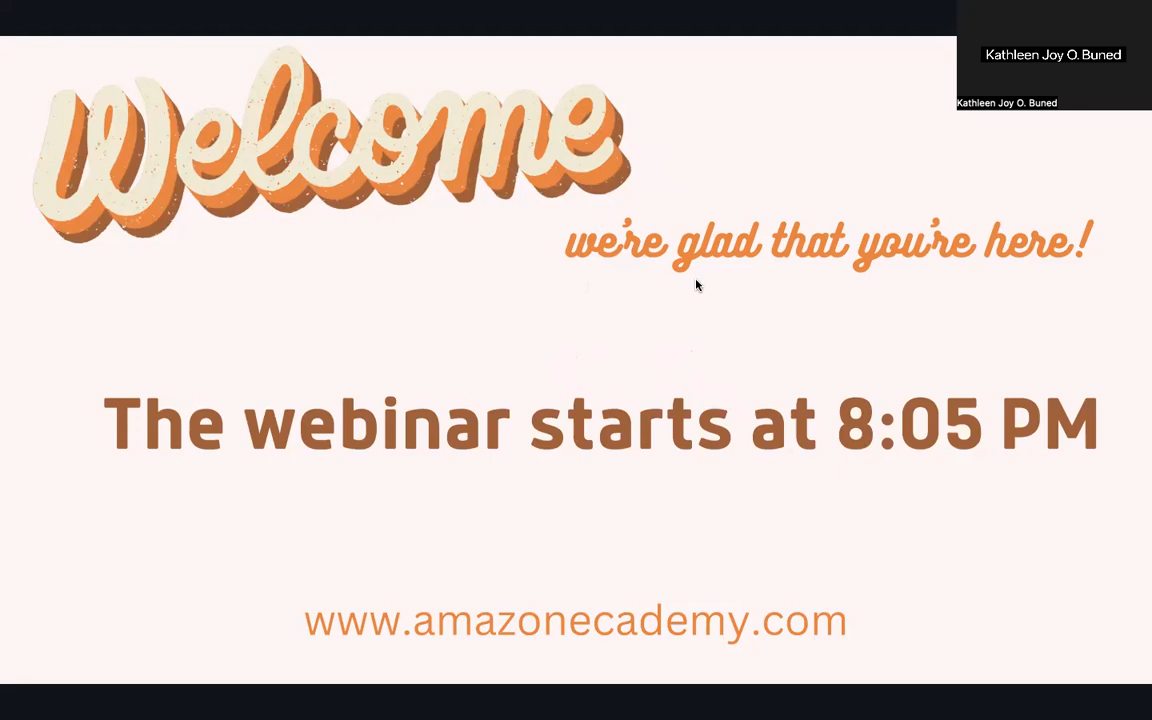 Kathleen Joy O. Buned
Kathleen Joy O. Buned
Welcome
we're glad that you're here!
The webinar starts at 8:05 PM
www.amazonecademy.com